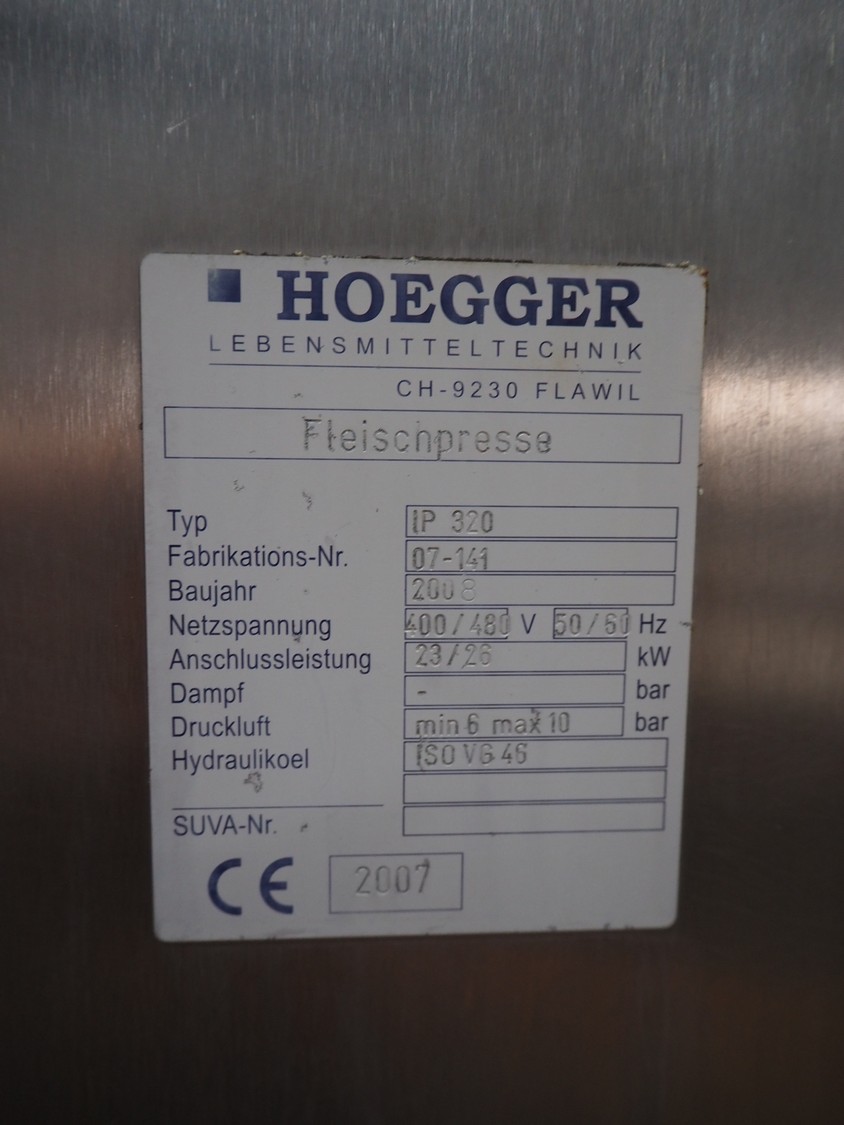 HOEGGER
LEBENSMITTELTECHNIK
CH-9230 FLAWIL
Fleischpresse
Typ IP 320
Fabrikations-Nr. 07-141
Baujahr 2008
Netzspannung 400/480 V 50/60 Hz
Anschlussleistung 23/26 kW
Dampf - bar
Druckluft min 6 max 10 bar
Hydraulikoel ISO VG 46
SUVA-Nr.
CE 2007